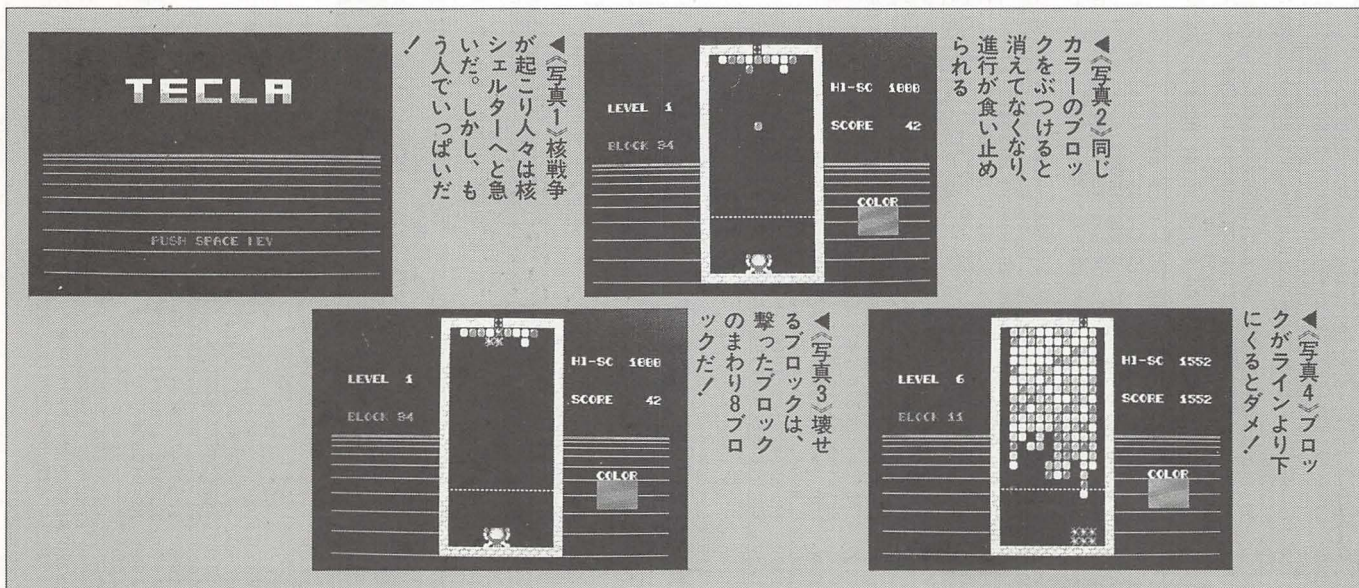 TECLA
PUSH SPACE KEY
◀《写真1》核戦争
が起こり人々は核
シェルターへと急
いだ。しかし、も
う人でいっぱいだ
!
LEVEL 1
BLOCK 34
HI-SC 1000
SCORE 42
COLOR
◀《写真2》同じ
カラーのブロッ
クをぶつけると
消えてなくなり、
進行が食い止め
られる
LEVEL 1
BLOCK 34
HI-SC 1000
SCORE 42
COLOR
◀《写真3》壊せ
るブロックは、
撃ったブロック
のまわり8ブロ
ックだ!
LEVEL 6
BLOCK 11
HI-SC 1552
SCORE 1552
COLOR
◀《写真4》ブロッ
クがラインより下
にくるとダメ!